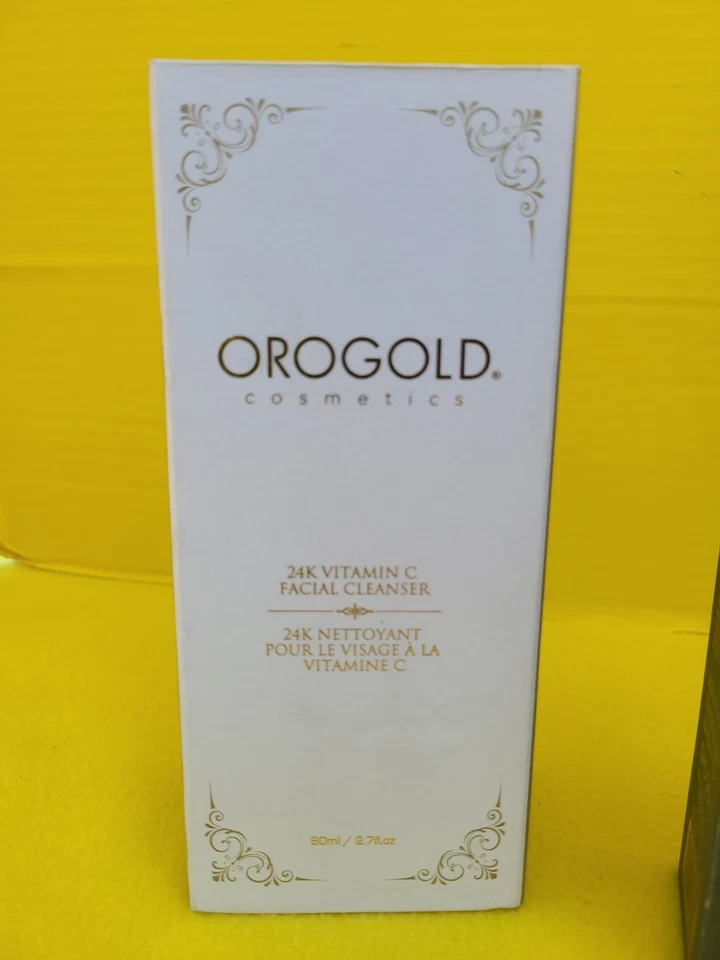 OROGOLD®
cosmetics
24K VITAMIN C
FACIAL CLEANSER
24K NETTOYANT
POUR LE VISAGE À LA
VITAMINE C
80ml / 2.7fl.oz